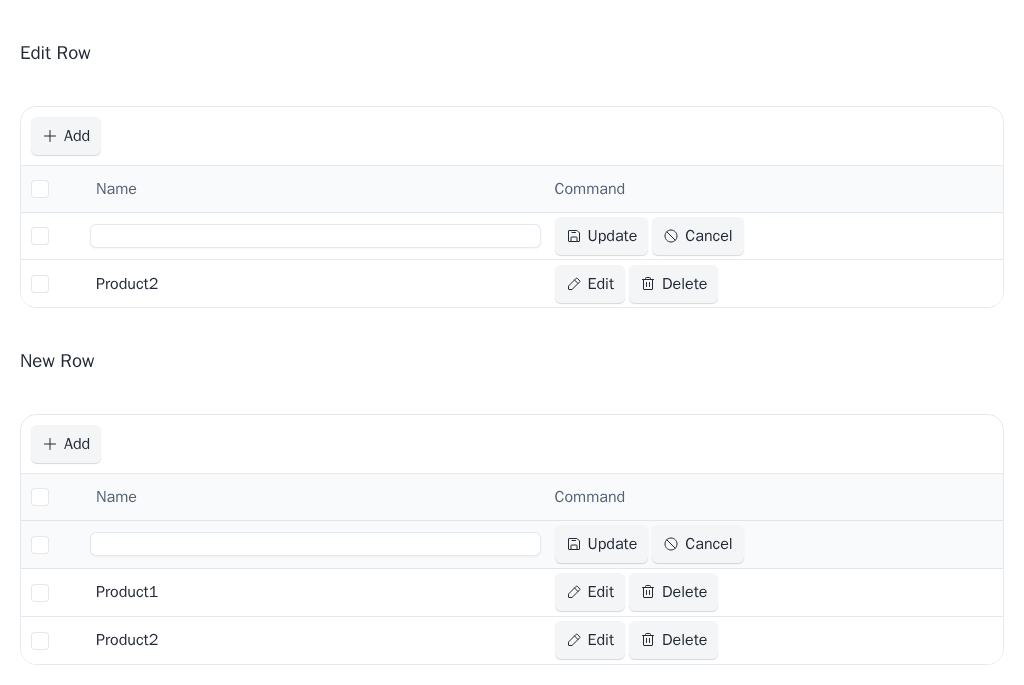 Edit Row
Add
Name Command
Update Cancel
Product2 Edit Delete
New Row
Add
Name Command
Update Cancel
Product1 Edit Delete
Product2 Edit Delete